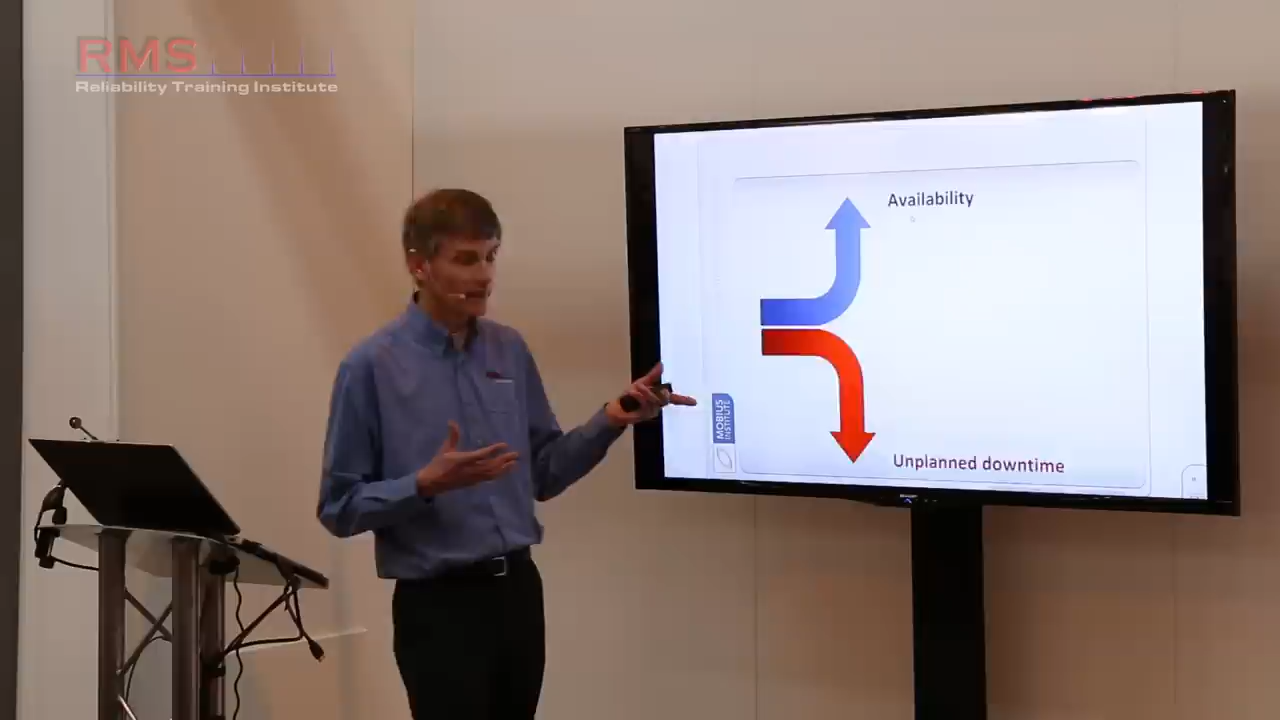 RMS
Reliability Training Institute
Availability
MOBIUS
INSTITUTE
Unplanned downtime